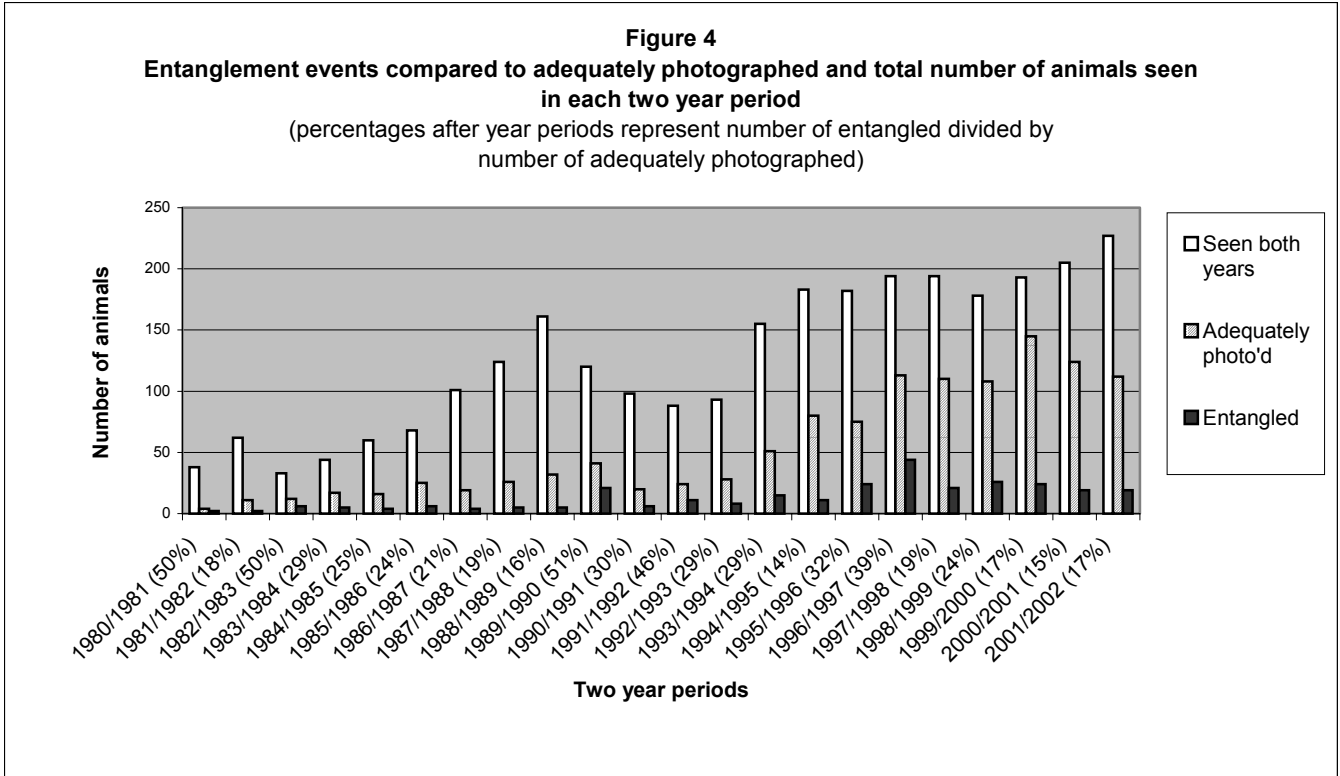 Figure 4
Entanglement events compared to adequately photographed and total number of animals seen
in each two year period
(percentages after year periods represent number of entangled divided by
number of adequately photographed)
250
200
150
100
50
0
Number of animals
1980/1981 (50%)
1981/1982 (18%)
1982/1983 (50%)
1983/1984 (29%)
1984/1985 (25%)
1985/1986 (24%)
1986/1987 (21%)
1987/1988 (19%)
1988/1989 (16%)
1989/1990 (51%)
1990/1991 (30%)
1991/1992 (46%)
1992/1993 (29%)
1993/1994 (29%)
1994/1995 (14%)
1995/1996 (32%)
1996/1997 (39%)
1997/1998 (19%)
1998/1999 (24%)
1999/2000 (17%)
2000/2001 (15%)
2001/2002 (17%)
Two year periods
Seen both
years
Adequately
photo'd
Entangled